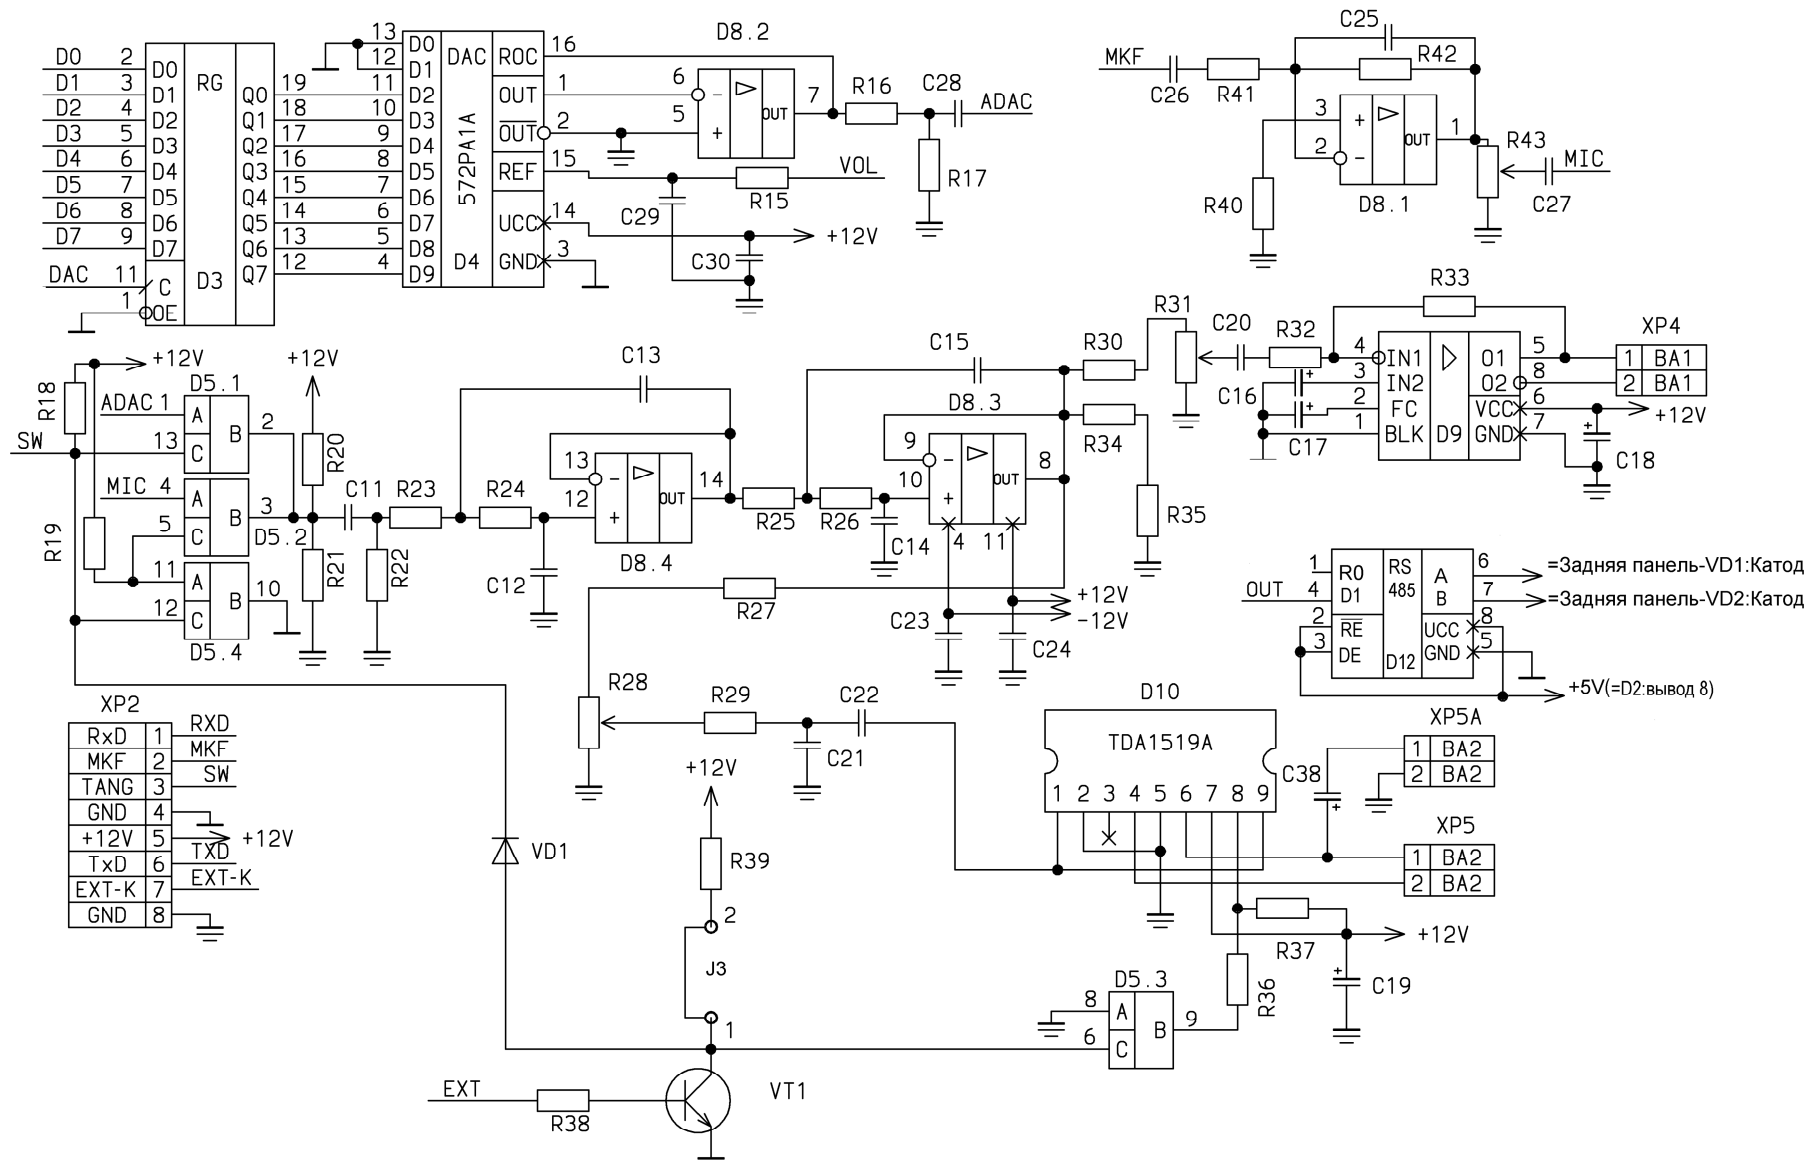 D0 2 D0 RG
D1 3 D1 Q0 19
D2 4 D2 Q1 18
D3 5 D3 Q2 17
D4 6 D4 Q3 16
D5 7 D5 Q4 15
D6 8 D6 Q5 14
D7 9 D7 Q6 13
Q7 12
DAC 11 C D3
1 OE
13 D0 DAC ROC 16
12 D1
11 D2 OUT 1
10 D3 OUT 2
9 D4
8 D5 REF 15
7 D6
6 D7 UCC 14
5 D8
4 D9 D4 GND 3
572PA1A
D8.2
6 -
5 + OUT 7
R16 C28 ADAC
R17
VOL
R15
C29
C30
+12V
MKF C26 R41
C25
R42
3 +
2 - OUT 1
D8.1
R40
R43
MIC
C27
R33
R31
C20 R32
4 IN1 O1 5
3 IN2 O2 8
2 FC VCC 6
1 BLK D9 GND 7
C16
C17
XP4
1 BA1
2 BA1
+12V
C18
+12V +12V
R18
SW
R19
D5.1
ADAC 1 A B 2
13 C
MIC 4 A B 3
5 C
D5.2
11 A B 10
12 C
D5.4
R20
R21
C11
R22
R23
R24
C13
C12
13 -
12 + OUT 14
D8.4
R25
R26
C15
C14
D8.3
9 -
10 + OUT 8
4 11
R30
R34
R35
R27
+12V
-12V
C23
C24
1 R0 RS 485 A 6 =Задняя панель-VD1:Катод
OUT 4 D1 B 7 =Задняя панель-VD2:Катод
2 RE UCC 8
3 DE D12 GND 5
+5V(=D2:вывод 8)
XP2
RxD 1 RXD
MKF 2 MKF
TANG 3 SW
GND 4
+12V 5 +12V
TxD 6 TXD
EXT-K 7 EXT-K
GND 8
R28
R29
C22
C21
+12V
VD1
R39
2
J3
1
EXT
R38
VT1
D10
TDA1519A
1 2 3 4 5 6 7 8 9
XP5A
1 BA2
2 BA2
C38
XP5
1 BA2
2 BA2
R37
+12V
R36
C19
D5.3
8 A B 9
6 C